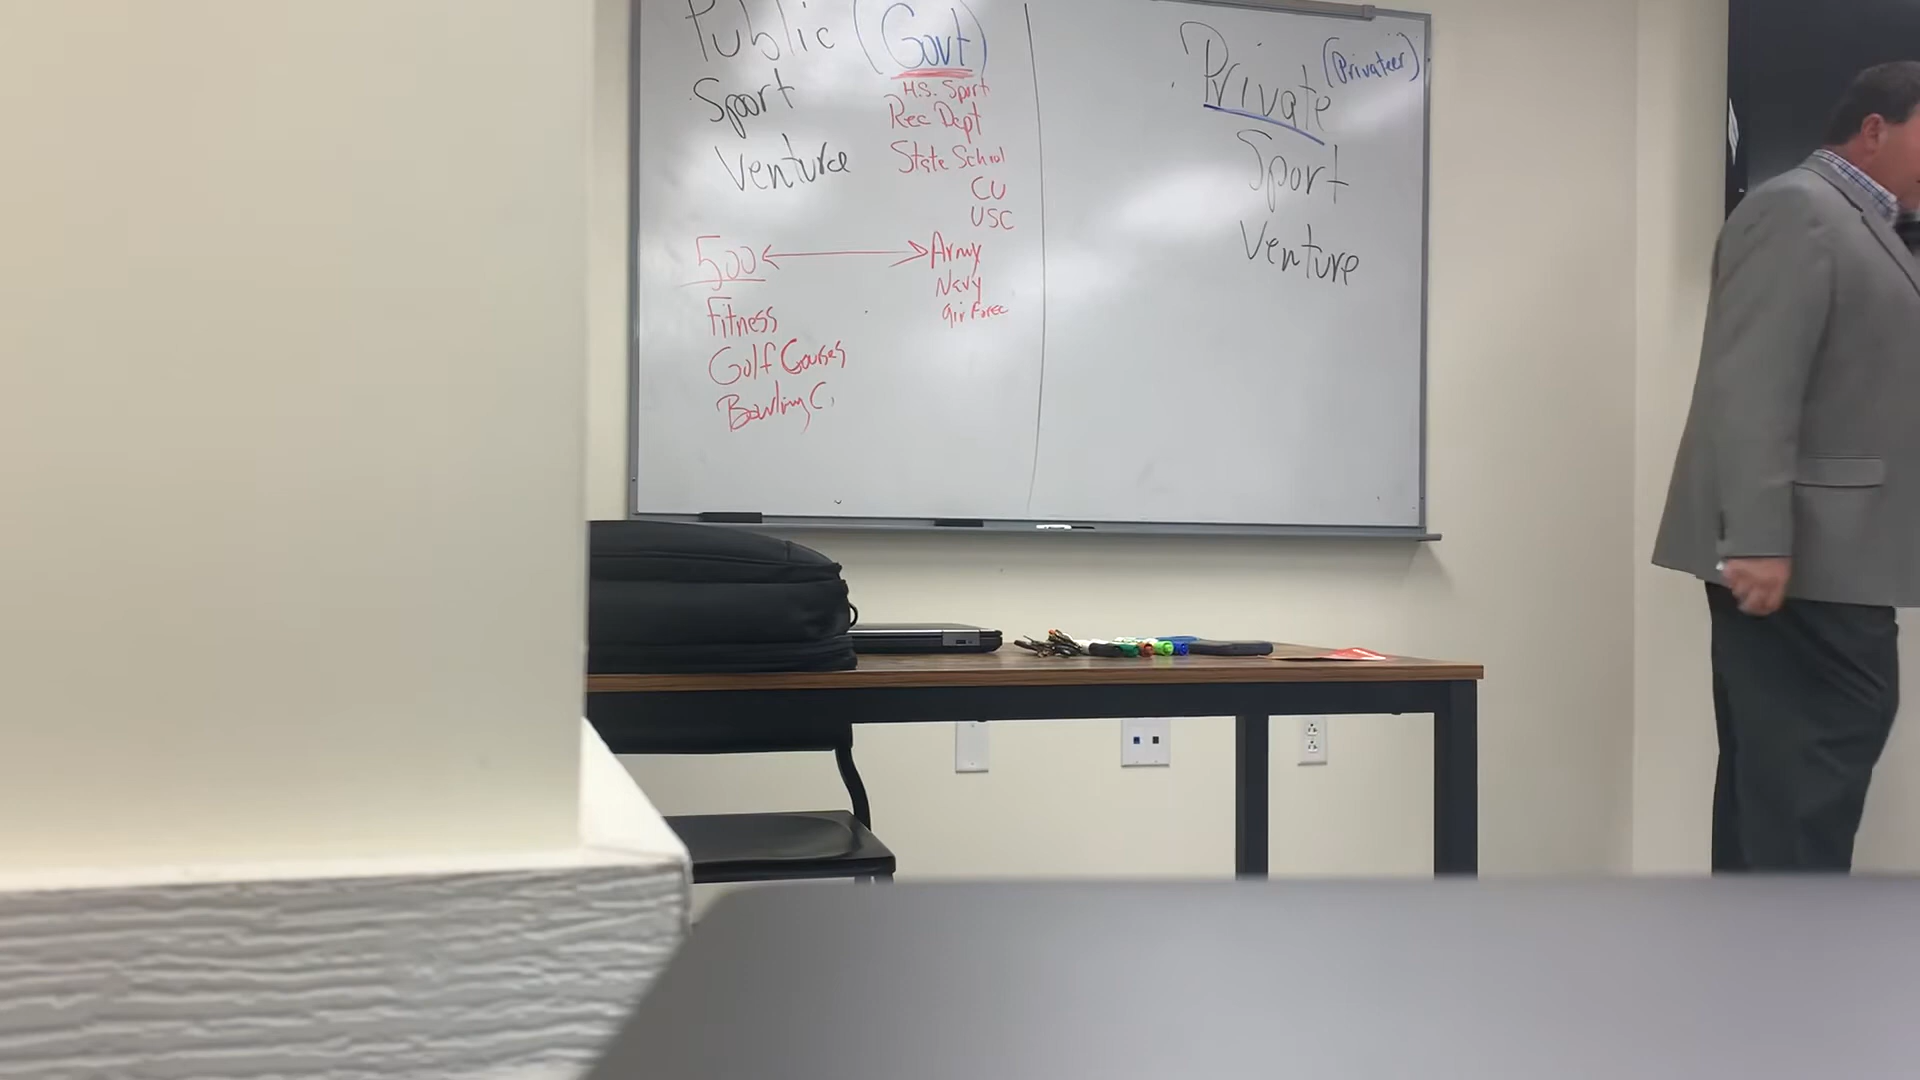 Public (Govt)
Sport
Venture
H.S. Sport
Rec Dept
State School
CU
USC
500 ↔ Army
Navy
Air Force
Fitness
Golf Courses
Bowling C.
Private (Privateer)
Sport
Venture